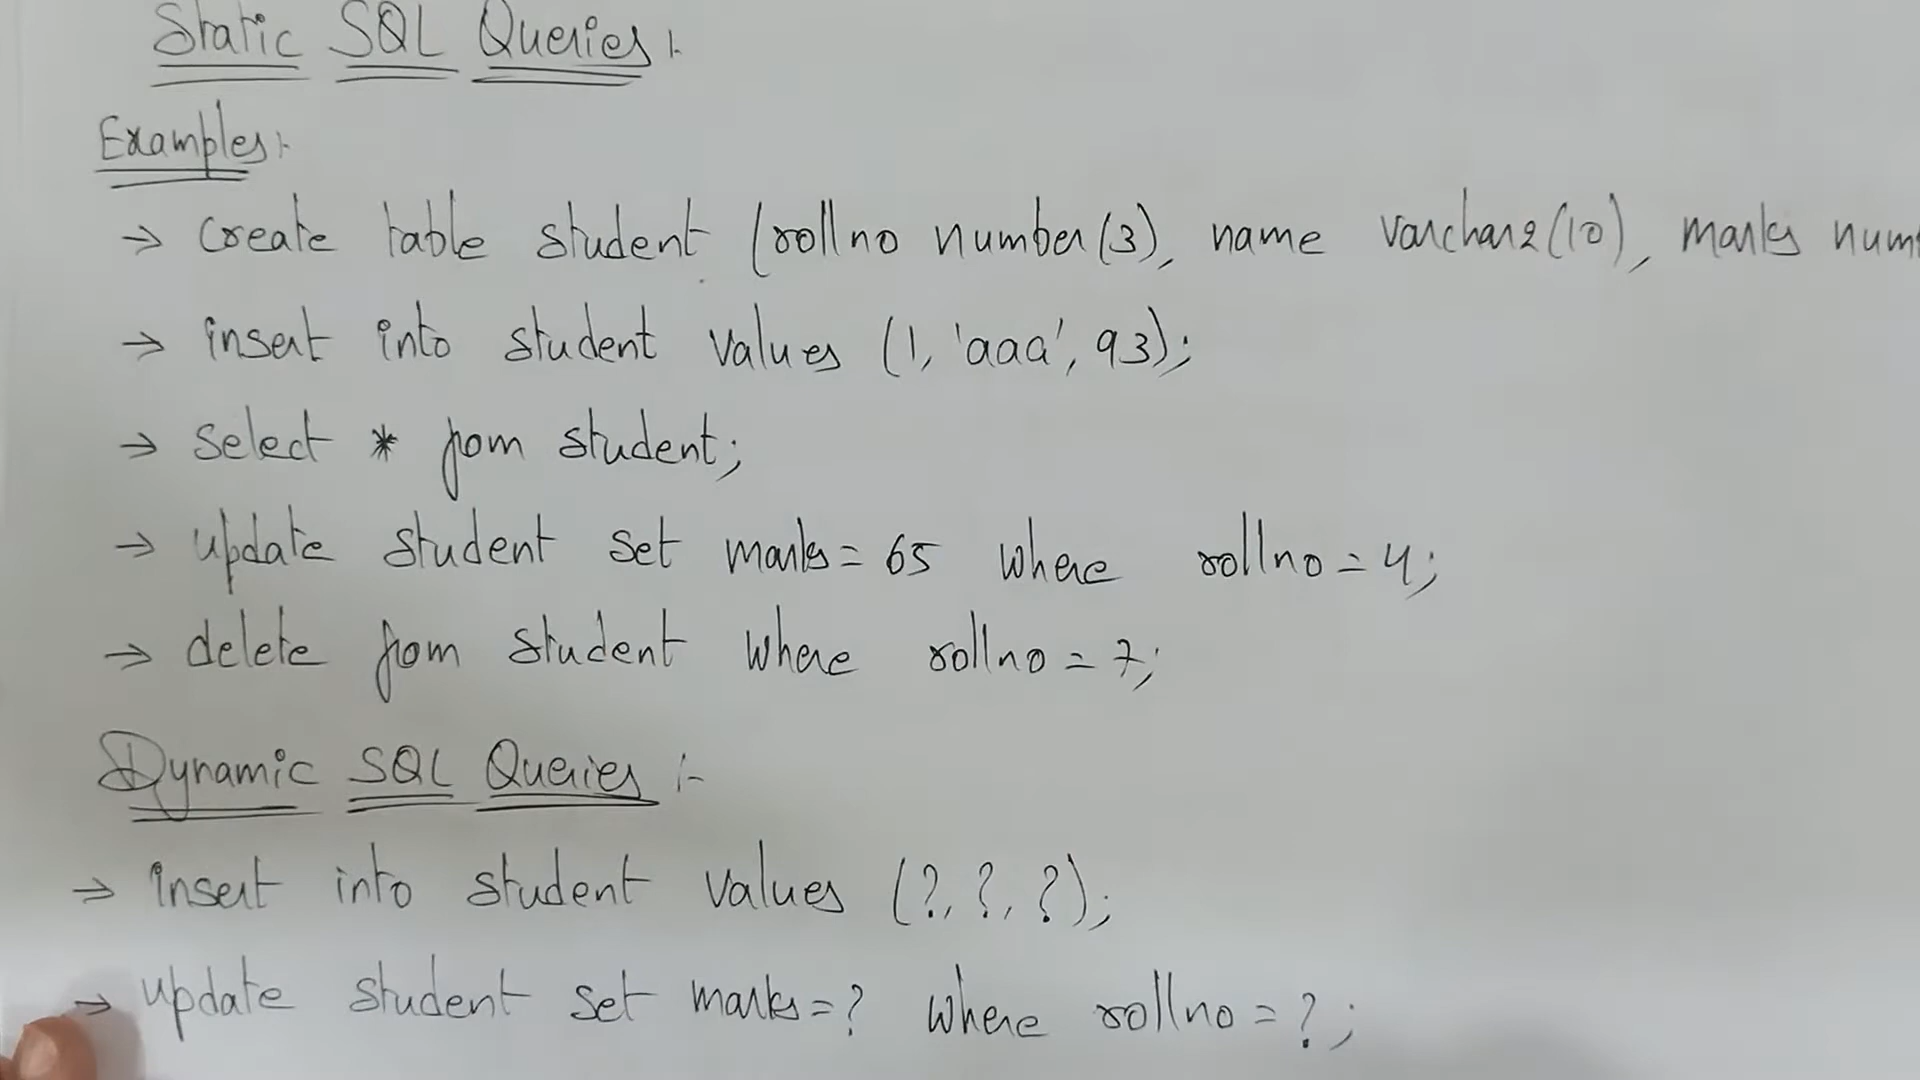 Static SQL Queries :-
Examples :-
→ create table student (rollno number(3), name varchar2(10), marks num
→ insert into student values (1, 'aaa', 93);
→ select * from student;
→ update student set marks = 65 where rollno = 4;
→ delete from student where rollno = 7;
Dynamic SQL Queries :-
→ insert into student values (?, ?, ?);
→ update student set marks = ? where rollno = ?;